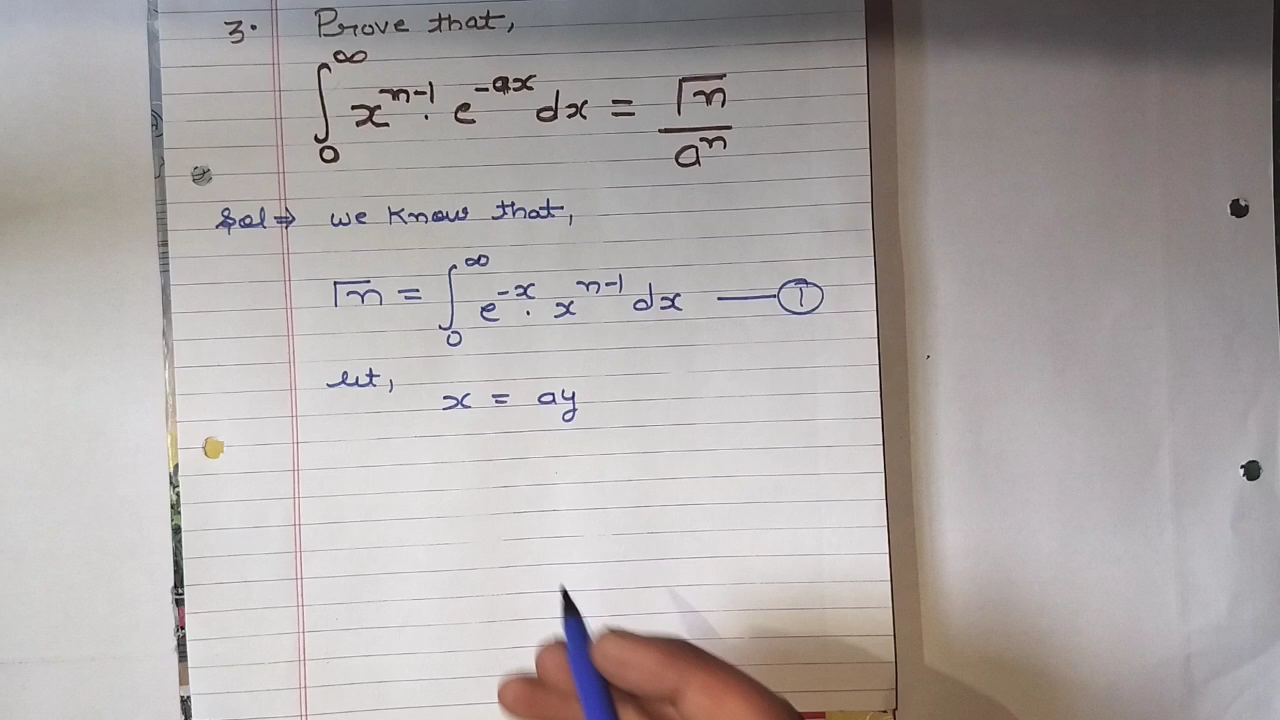 3. Prove that,
∫₀^∞ x^(n-1) . e^(-ax) dx = Γn / a^n
Sol ⇒ we know that,
Γn = ∫₀^∞ e^(-x) . x^(n-1) dx —— ①
let,
x = ay